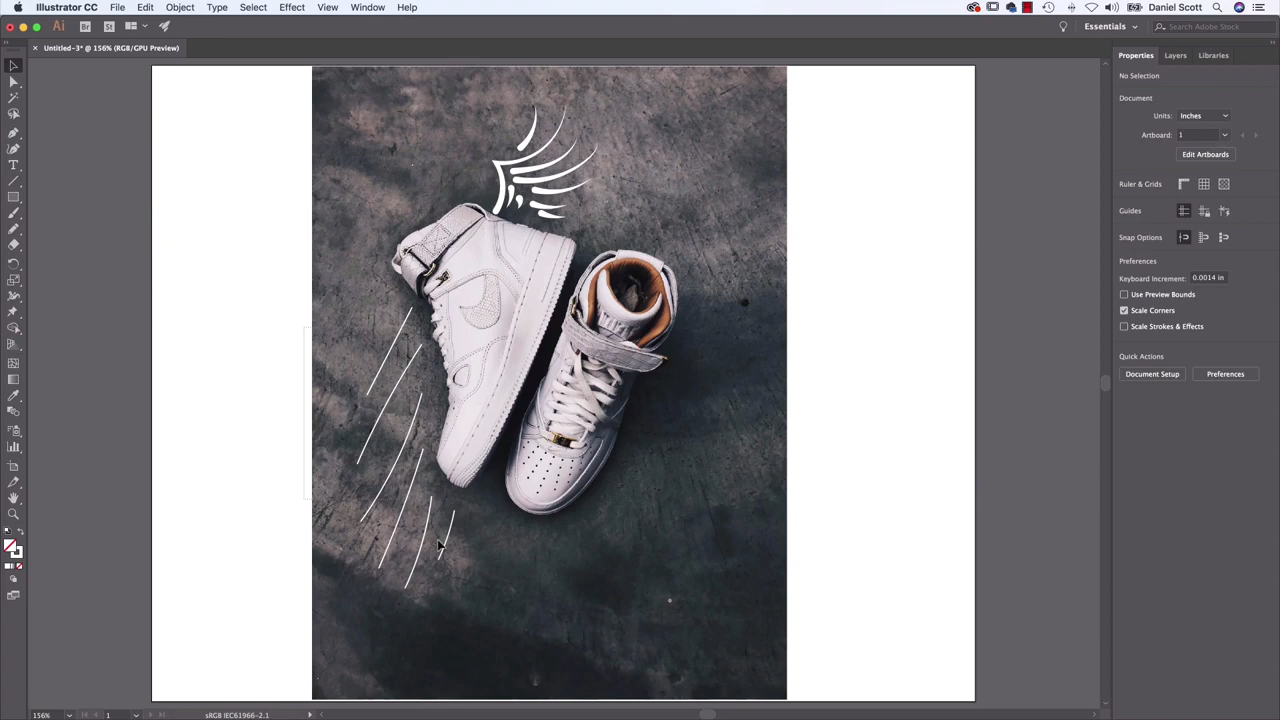 Illustrator CC File Edit Object Type Select Effect View Window Help Daniel Scott
Ai Br St Essentials Search Adobe Stock
Untitled-3* @ 156% (RGB/GPU Preview)
Properties Layers Libraries
No Selection
Document
Units: Inches
Artboard: 1
Edit Artboards
Ruler & Grids
Guides
Snap Options
Preferences
Keyboard Increment: 0.0014 in
Use Preview Bounds
Scale Corners
Scale Strokes & Effects
Quick Actions
Document Setup Preferences
156% 1 sRGB IEC61966-2.1